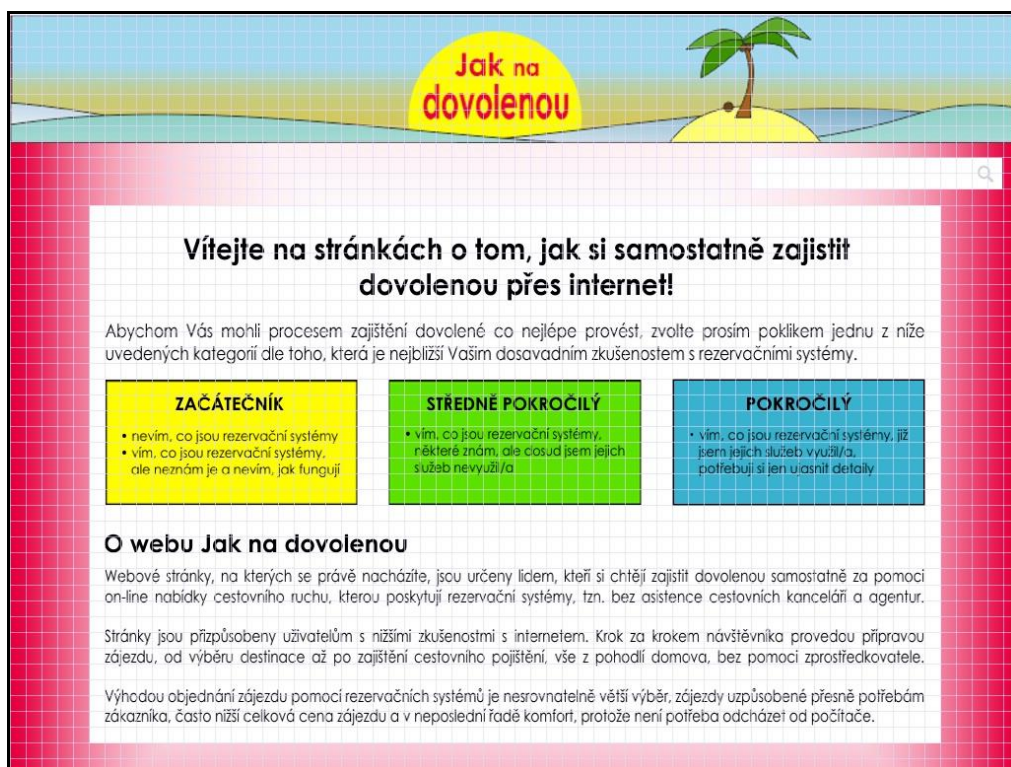 Jak na
dovolenou
Vítejte na stránkách o tom, jak si samostatně zajistit
dovolenou přes internet!
Abychom Vás mohli procesem zajištění dovolené co nejlépe provést, zvolte prosím poklikem jednu z níže
uvedených kategorií dle toho, která je nejbližší Vašim dosavadním zkušenostem s rezervačními systémy.
ZAČÁTEČNÍK
• nevím, co jsou rezervační systémy
• vím, co jsou rezervační systémy,
ale neznám je a nevím, jak fungují
STŘEDNĚ POKROČILÝ
• vím, co jsou rezervační systémy,
některé znám, ale dosud jsem jejich
služeb nevyužil/a
POKROČILÝ
• vím, co jsou rezervační systémy, již
jsem jejich služeb využil/a,
potřebuji si jen ujasnit detaily
O webu Jak na dovolenou
Webové stránky, na kterých se právě nacházíte, jsou určeny lidem, kteří si chtějí zajistit dovolenou samostatně za pomoci
on-line nabídky cestovního ruchu, kterou poskytují rezervační systémy, tzn. bez asistence cestovních kanceláří a agentur.
Stránky jsou přizpůsobeny uživatelům s nižšími zkušenostmi s internetem. Krok za krokem návštěvníka provedou přípravou
zájezdu, od výběru destinace až po zajištění cestovního pojištění, vše z pohodlí domova, bez pomoci zprostředkovatele.
Výhodou objednání zájezdu pomocí rezervačních systémů je nesrovnatelně větší výběr, zájezdy uzpůsobené přesně potřebám
zákazníka, často nižší celková cena zájezdu a v neposlední řadě komfort, protože není potřeba odcházet od počítače.